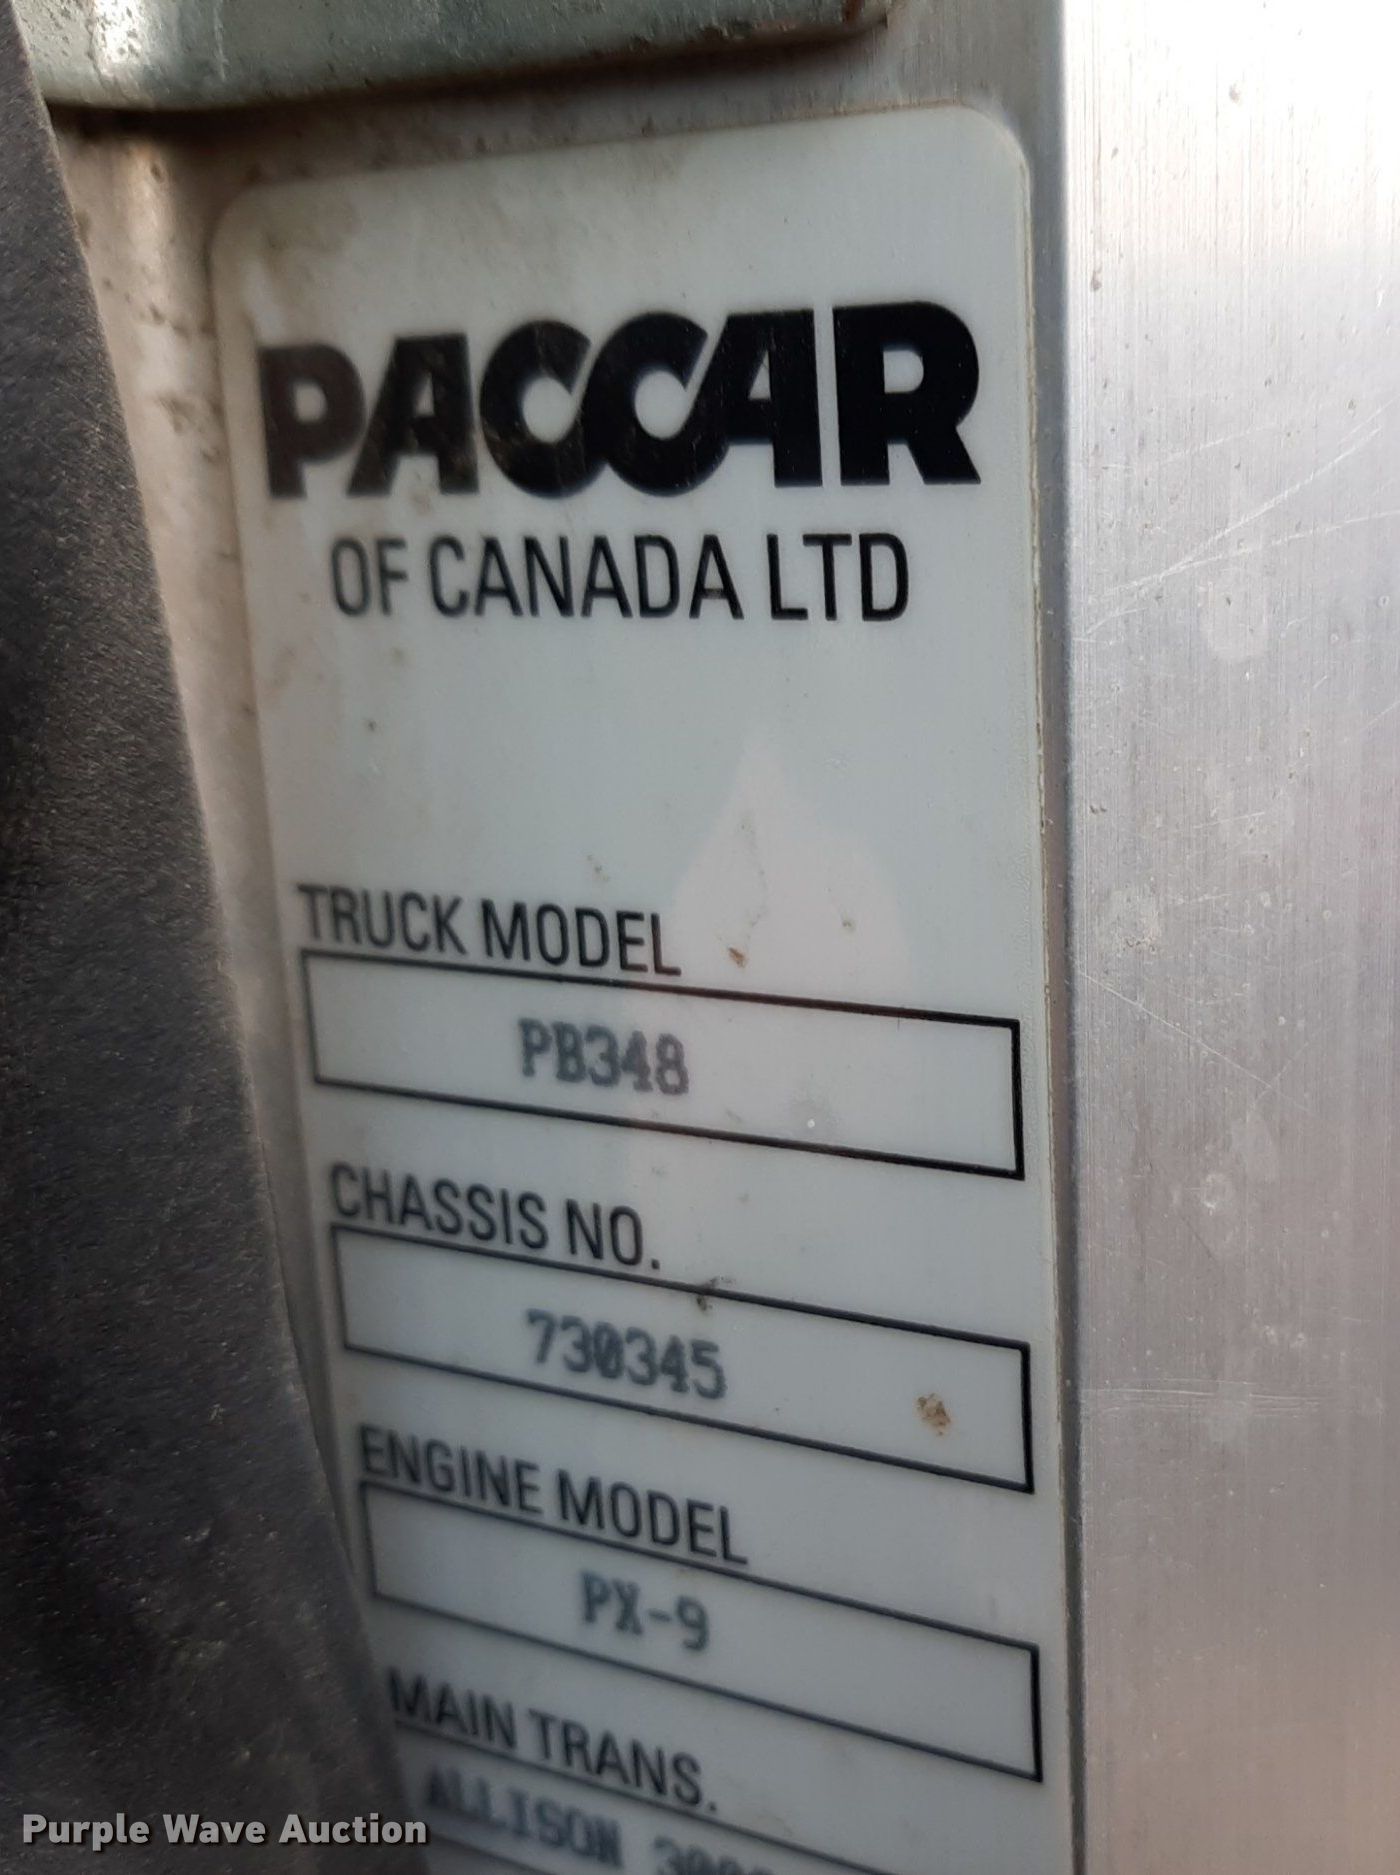 PACCAR
OF CANADA LTD
TRUCK MODEL
PB348
CHASSIS NO.
730345
ENGINE MODEL
PX-9
MAIN TRANS.
ALLISON
Purple Wave Auction